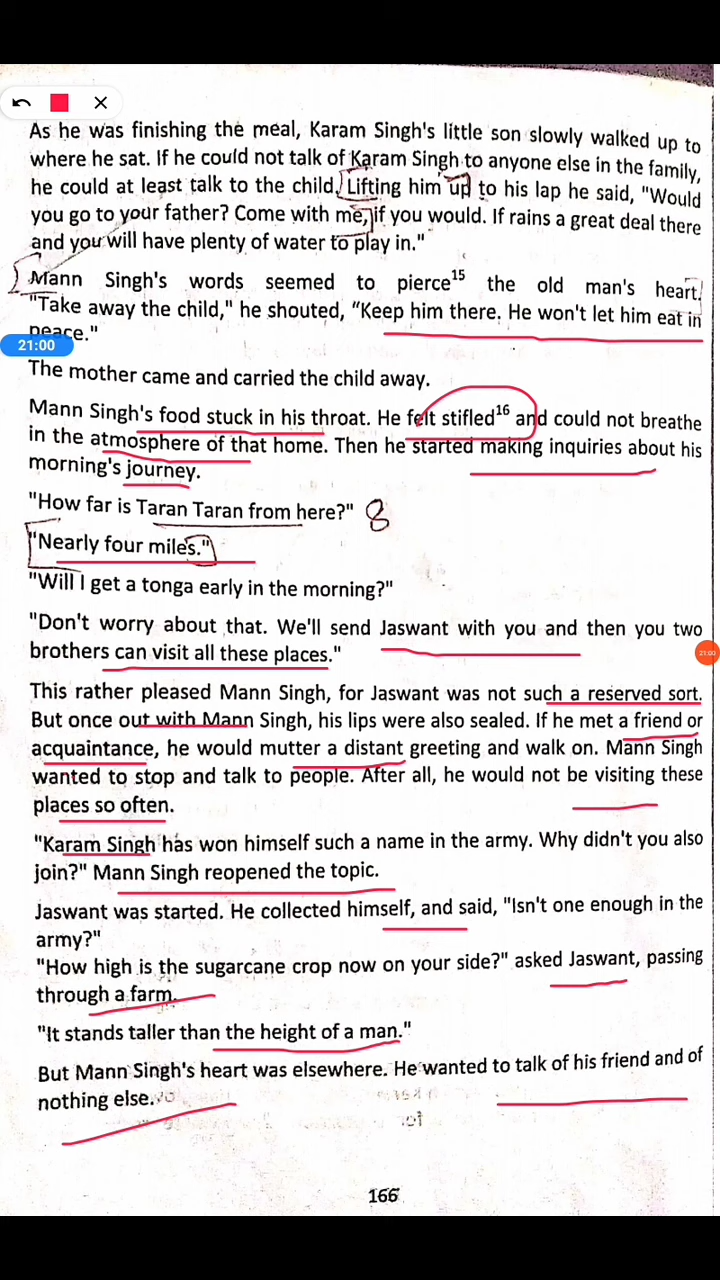 As he was finishing the meal, Karam Singh's little son slowly walked up to
where he sat. If he could not talk of Karam Singh to anyone else in the family,
he could at least talk to the child. Lifting him up to his lap he said, "Would
you go to your father? Come with me, if you would. If rains a great deal there
and you will have plenty of water to play in."
Mann Singh's words seemed to pierce15 the old man's heart.
"Take away the child," he shouted, "Keep him there. He won't let him eat in
peace."
21:00
The mother came and carried the child away.
Mann Singh's food stuck in his throat. He felt stifled16 and could not breathe
in the atmosphere of that home. Then he started making inquiries about his
morning's journey.
"How far is Taran Taran from here?" 8
"Nearly four miles."
"Will I get a tonga early in the morning?"
"Don't worry about that. We'll send Jaswant with you and then you two
brothers can visit all these places."
21:00
This rather pleased Mann Singh, for Jaswant was not such a reserved sort.
But once out with Mann Singh, his lips were also sealed. If he met a friend or
acquaintance, he would mutter a distant greeting and walk on. Mann Singh
wanted to stop and talk to people. After all, he would not be visiting these
places so often.
"Karam Singh has won himself such a name in the army. Why didn't you also
join?" Mann Singh reopened the topic.
Jaswant was started. He collected himself, and said, "Isn't one enough in the
army?"
"How high is the sugarcane crop now on your side?" asked Jaswant, passing
through a farm.
"It stands taller than the height of a man."
But Mann Singh's heart was elsewhere. He wanted to talk of his friend and of
nothing else.
166